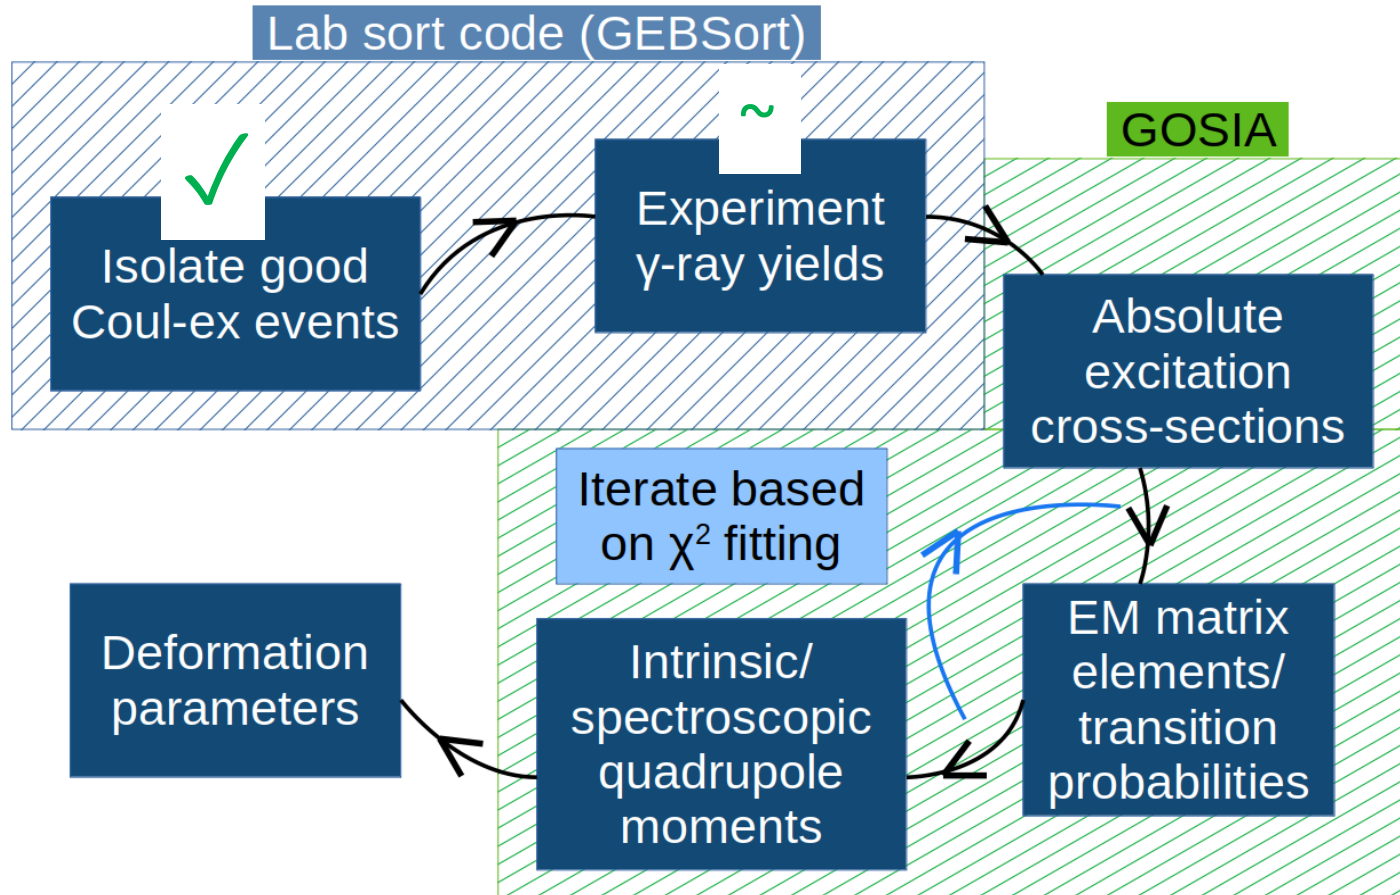 Lab sort code (GEBSort)
✓
Isolate good
Coul-ex events
~
Experiment
γ-ray yields
GOSIA
Absolute
excitation
cross-sections
Iterate based
on χ² fitting
EM matrix
elements/
transition
probabilities
Intrinsic/
spectroscopic
quadrupole
moments
Deformation
parameters